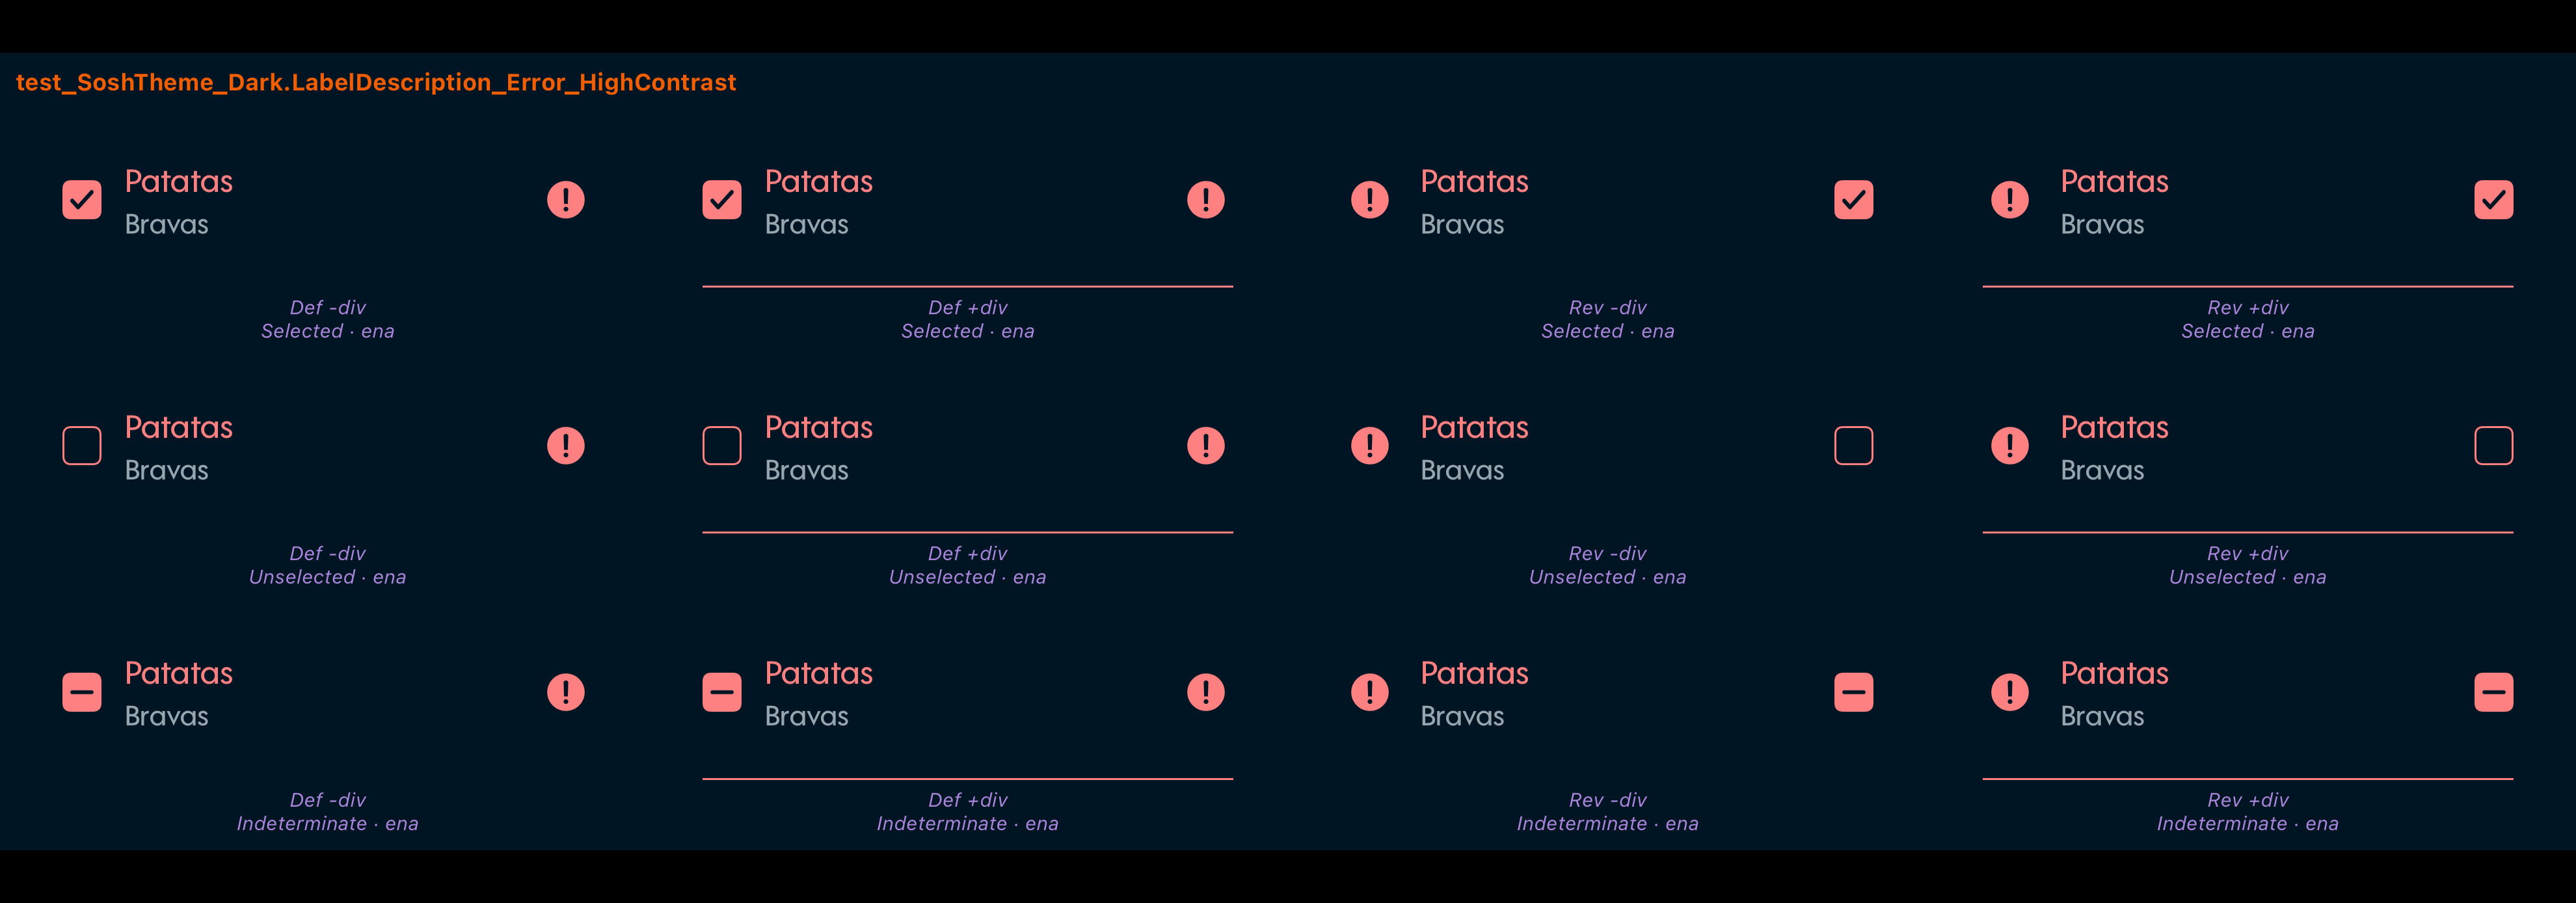 test_SoshTheme_Dark.LabelDescription_Error_HighContrast
Patatas
Bravas
Def -div
Selected · ena
Patatas
Bravas
Def +div
Selected · ena
Patatas
Bravas
Rev -div
Selected · ena
Patatas
Bravas
Rev +div
Selected · ena
Patatas
Bravas
Def -div
Unselected · ena
Patatas
Bravas
Def +div
Unselected · ena
Patatas
Bravas
Rev -div
Unselected · ena
Patatas
Bravas
Rev +div
Unselected · ena
Patatas
Bravas
Def -div
Indeterminate · ena
Patatas
Bravas
Def +div
Indeterminate · ena
Patatas
Bravas
Rev -div
Indeterminate · ena
Patatas
Bravas
Rev +div
Indeterminate · ena